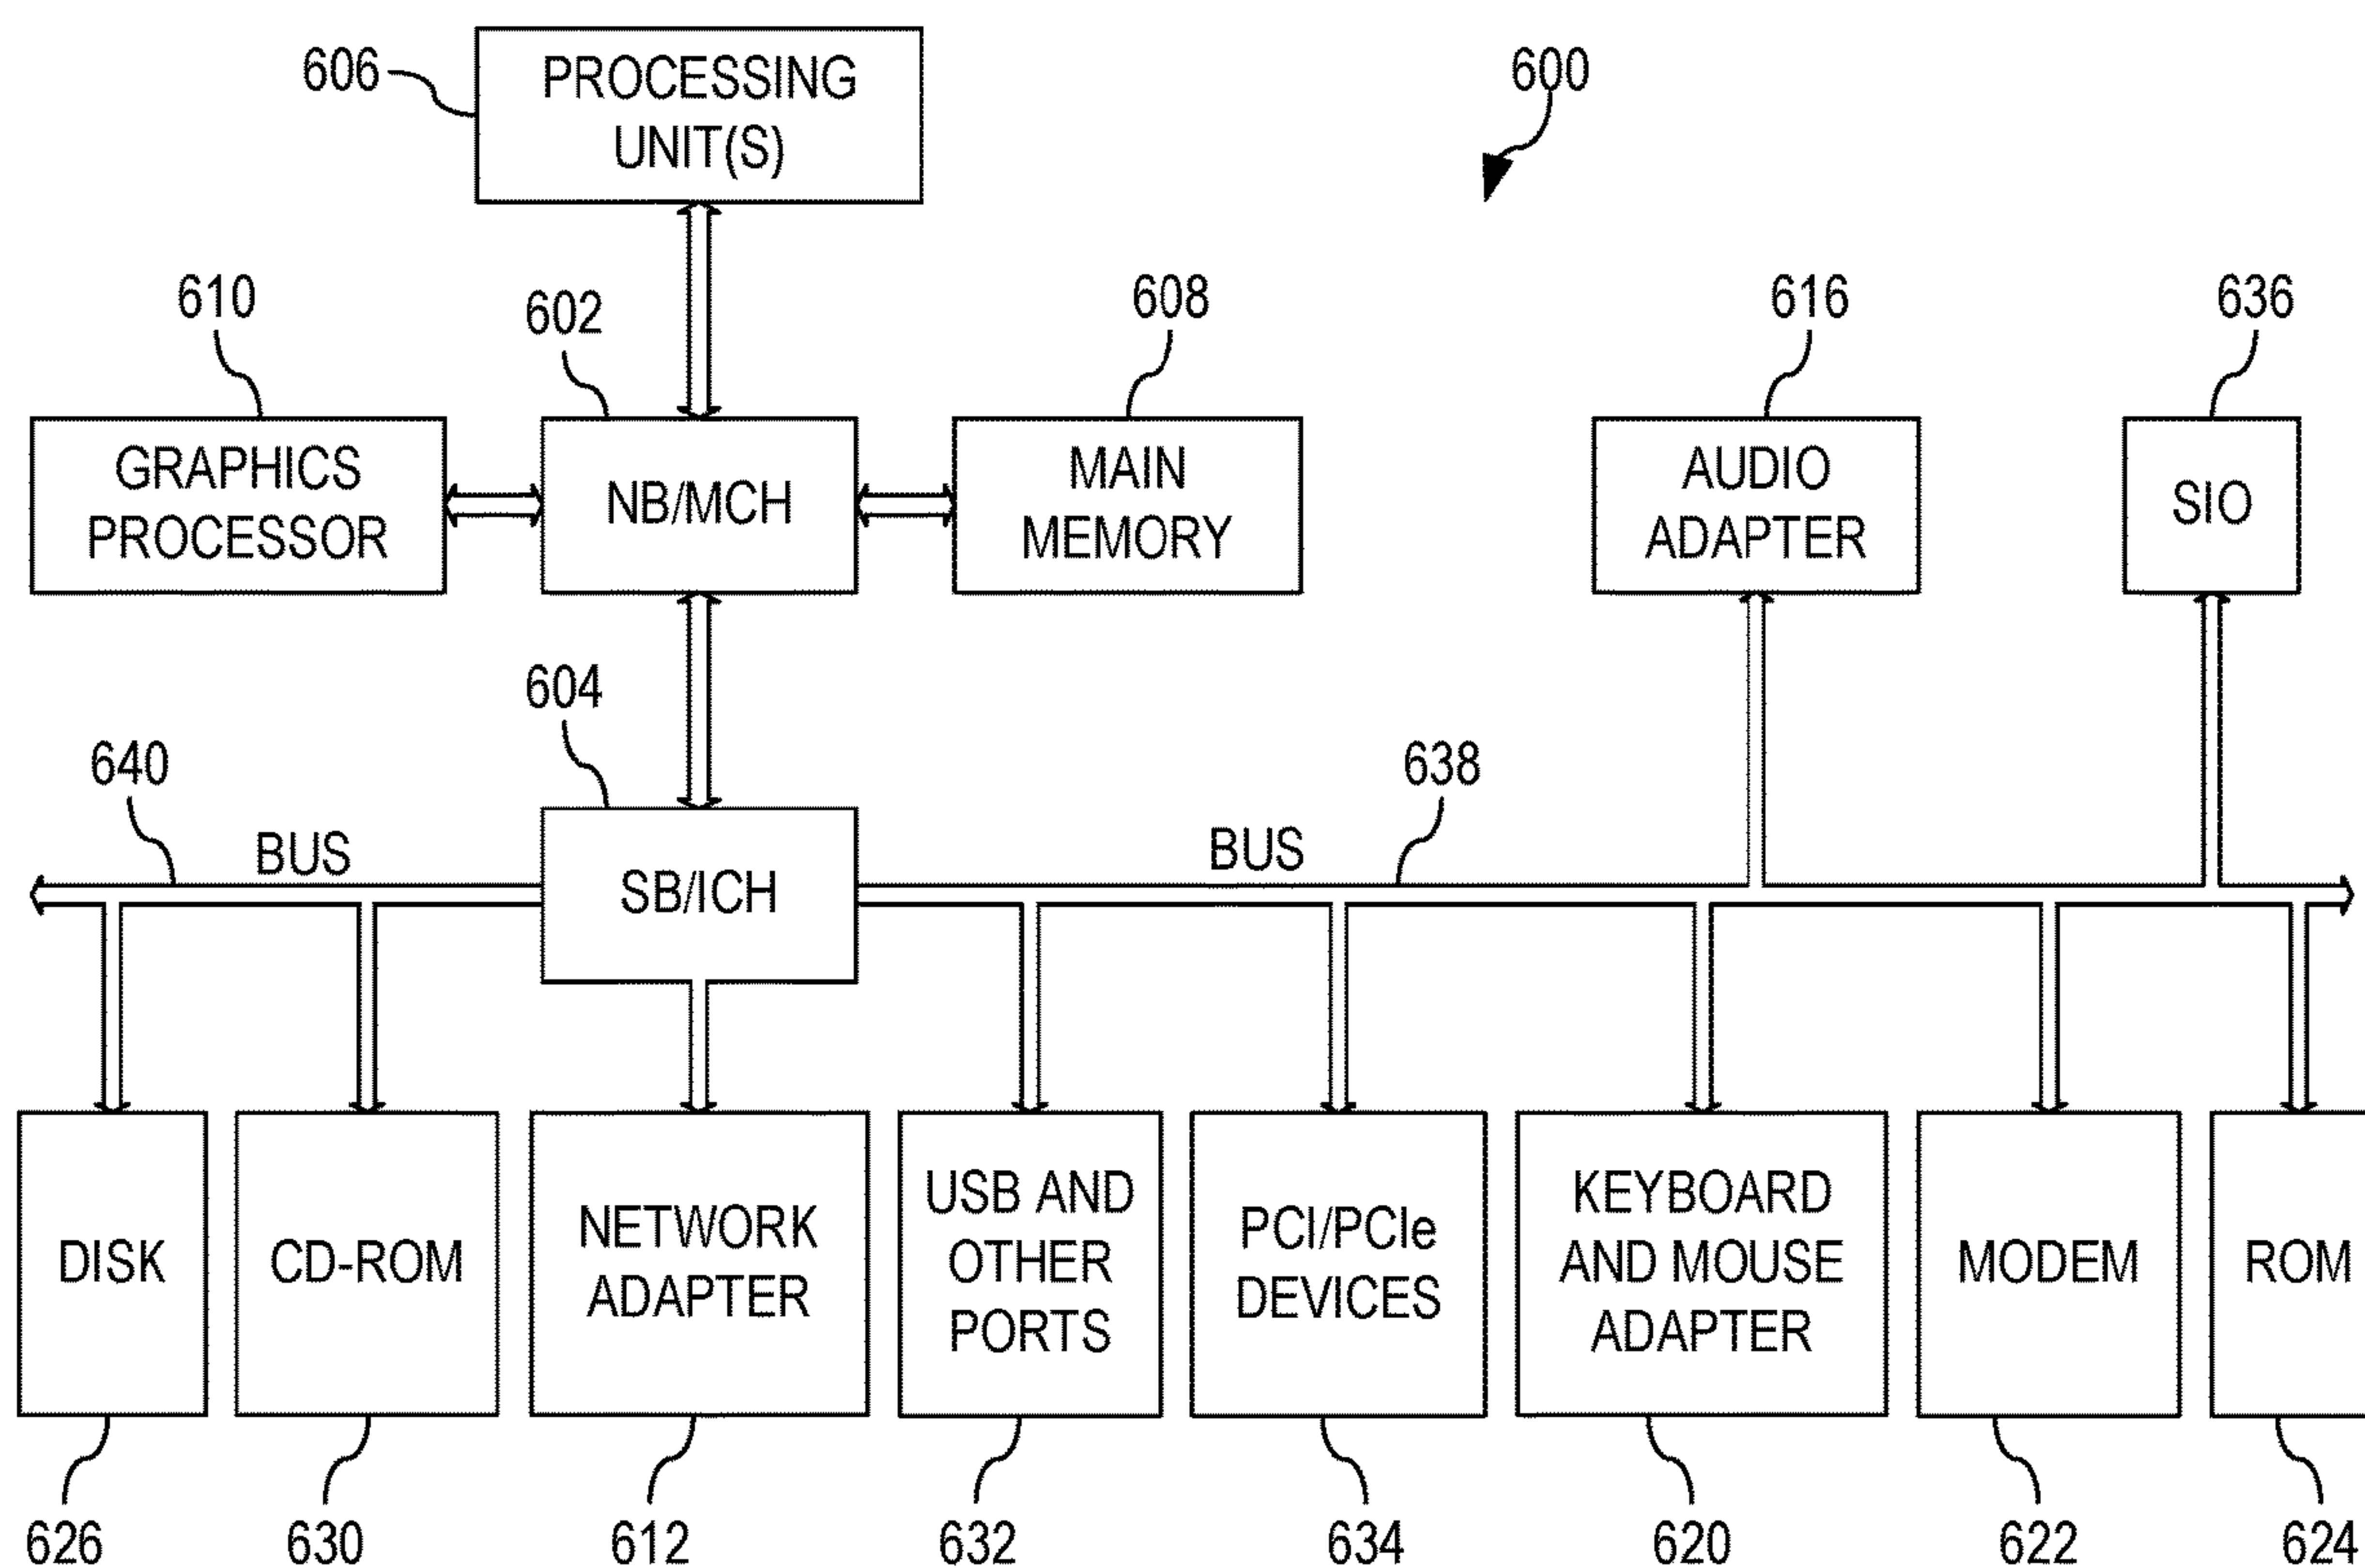 606
PROCESSING
UNIT(S)
600
610
602
608
616
636
GRAPHICS
PROCESSOR
NB/MCH
MAIN
MEMORY
AUDIO
ADAPTER
SIO
604
640
638
BUS
BUS
SB/ICH
DISK
CD-ROM
NETWORK
ADAPTER
USB AND
OTHER
PORTS
PCI/PCIe
DEVICES
KEYBOARD
AND MOUSE
ADAPTER
MODEM
ROM
626
630
612
632
634
620
622
624